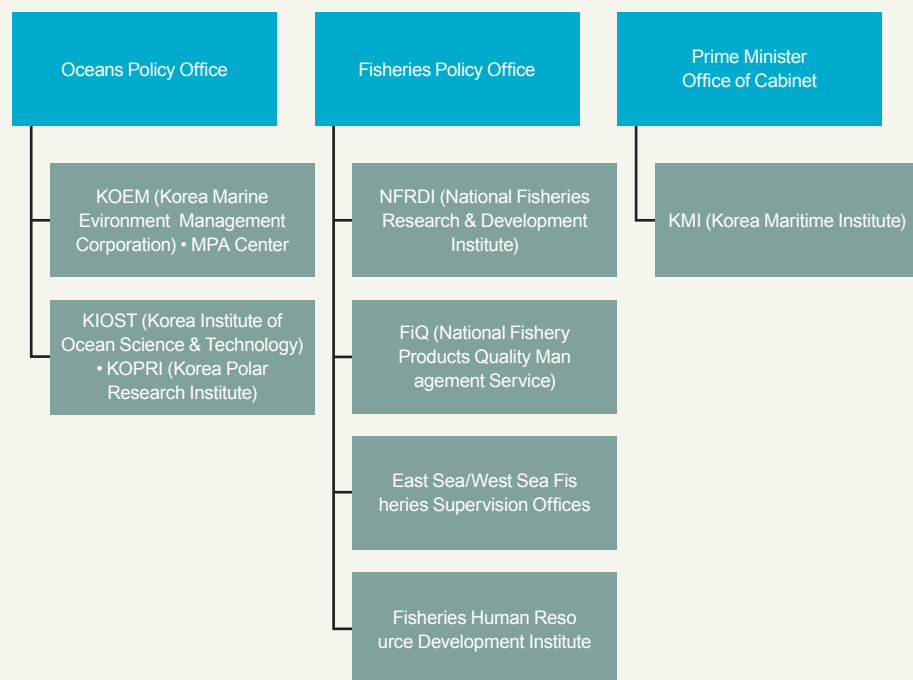 Oceans Policy Office
KOEM (Korea Marine
Evironment Management
Corporation) • MPA Center
KIOST (Korea Institute of
Ocean Science & Technology)
• KOPRI (Korea Polar
Research Institute)
Fisheries Policy Office
NFRDI (National Fisheries
Research & Development
Institute)
FiQ (National Fishery
Products Quality Man
agement Service)
East Sea/West Sea Fis
heries Supervision Offices
Fisheries Human Reso
urce Development Institute
Prime Minister
Office of Cabinet
KMI (Korea Maritime Institute)